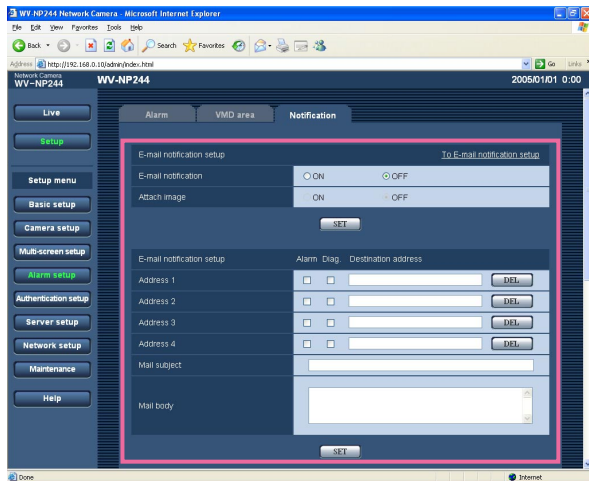 WV-NP244 Network Camera - Microsoft Internet Explorer
File Edit View Favorites Tools Help
Back Search Favorites
Address http://192.168.0.10/admin/index.html Go Links
Network Camera
WV-NP244
WV-NP244
2005/01/01 0:00
Live
Setup
Setup menu
Basic setup
Camera setup
Multi-screen setup
Alarm setup
Authentication setup
Server setup
Network setup
Maintenance
Help
Alarm VMD area Notification
E-mail notification setup To E-mail notification setup
E-mail notification ON OFF
Attach image ON OFF
SET
E-mail notification setup Alarm Diag. Destination address
Address 1 DEL
Address 2 DEL
Address 3 DEL
Address 4 DEL
Mail subject
Mail body
SET
Done Internet